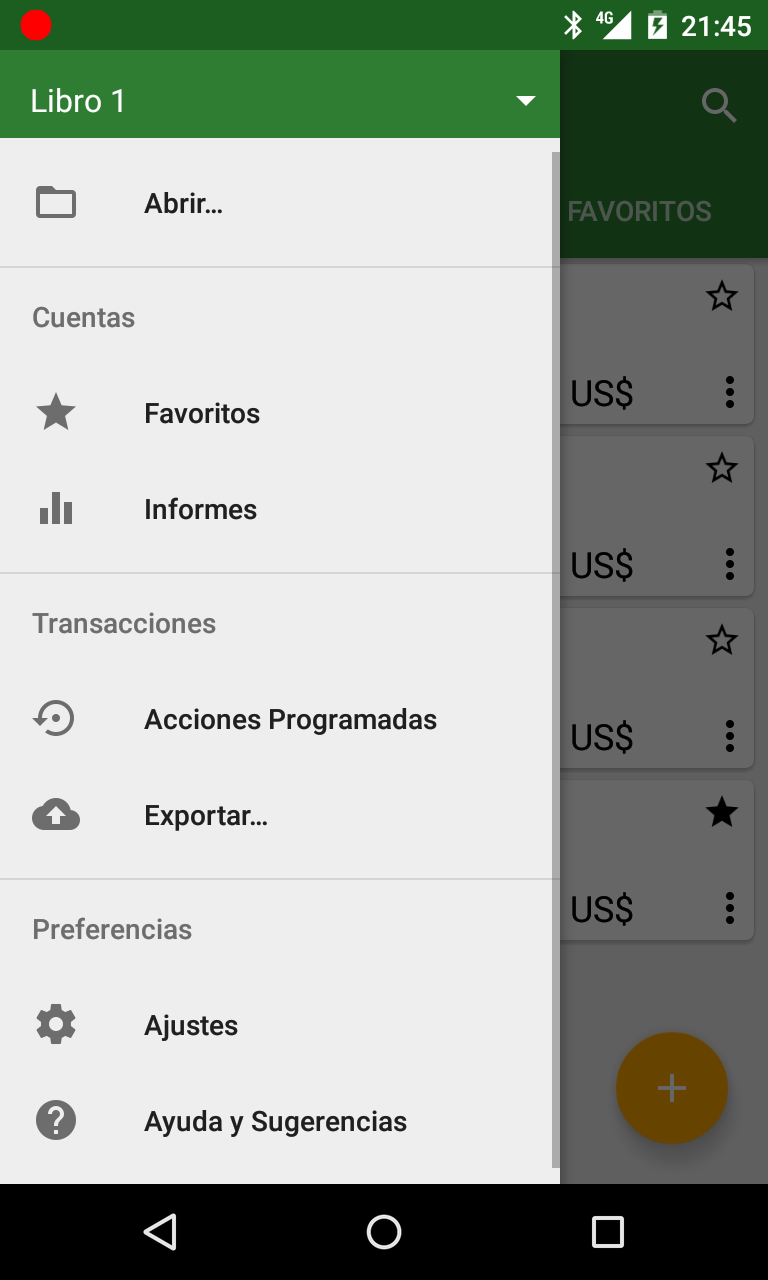 4G 21:45
Libro 1
FAVORITOS
Abrir…
Cuentas
Favoritos
US$
Informes
US$
Transacciones
Acciones Programadas
US$
Exportar…
US$
Preferencias
Ajustes
Ayuda y Sugerencias